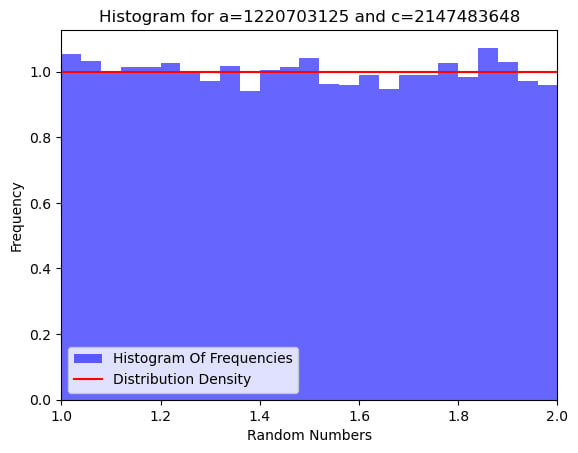 Histogram for a=1220703125 and c=2147483648
Frequency
1.0
0.8
0.6
0.4
0.2
0.0
Histogram Of Frequencies
Distribution Density
1.0 1.2 1.4 1.6 1.8 2.0
Random Numbers